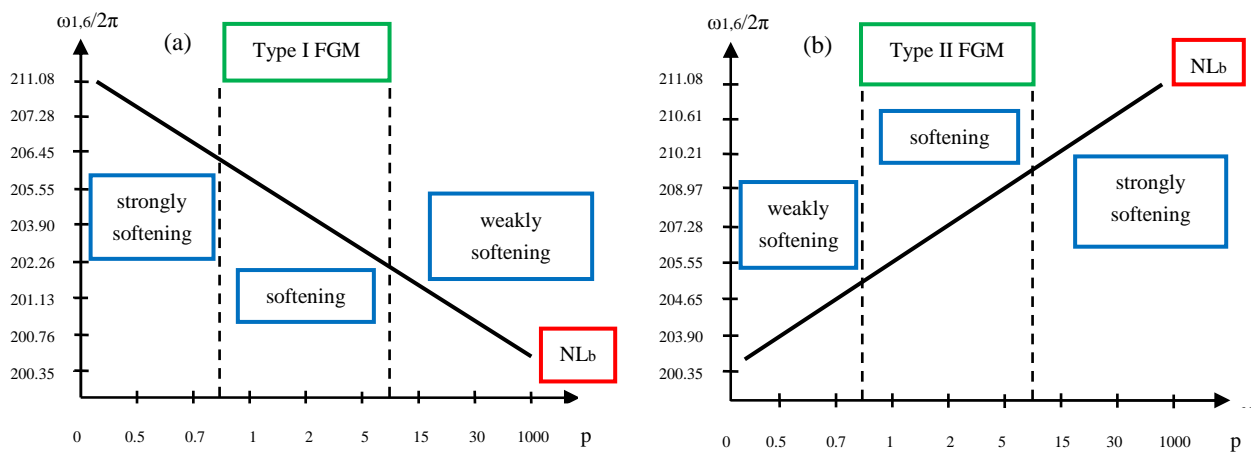 ω1,6/2π
(a)
Type I FGM
211.08
207.28
206.45
205.55
203.90
202.26
201.13
200.76
200.35
strongly
softening
softening
weakly
softening
NLb
0 0.5 0.7 1 2 5 15 30 1000 p
ω1,6/2π
(b)
Type II FGM
NLb
211.08
210.61
210.21
208.97
207.28
205.55
204.65
203.90
200.35
softening
weakly
softening
strongly
softening
0 0.5 0.7 1 2 5 15 30 1000 p